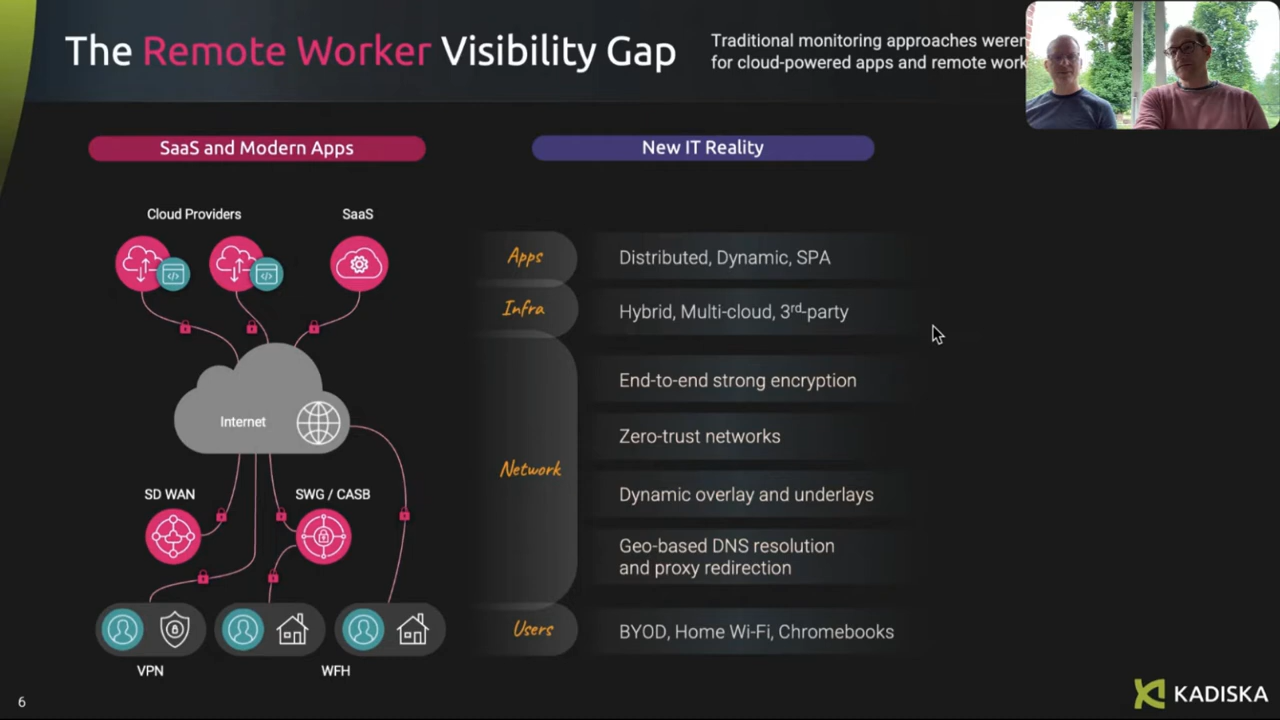 The Remote Worker Visibility Gap
Traditional monitoring approaches
for cloud-powered apps and remote
SaaS and Modern Apps
New IT Reality
Cloud Providers
SaaS
Internet
SD WAN
SWG / CASB
VPN
WFH
Apps
Distributed, Dynamic, SPA
Infra
Hybrid, Multi-cloud, 3rd-party
Network
End-to-end strong encryption
Zero-trust networks
Dynamic overlay and underlays
Geo-based DNS resolution
and proxy redirection
Users
BYOD, Home Wi-Fi, Chromebooks
6
KADISKA